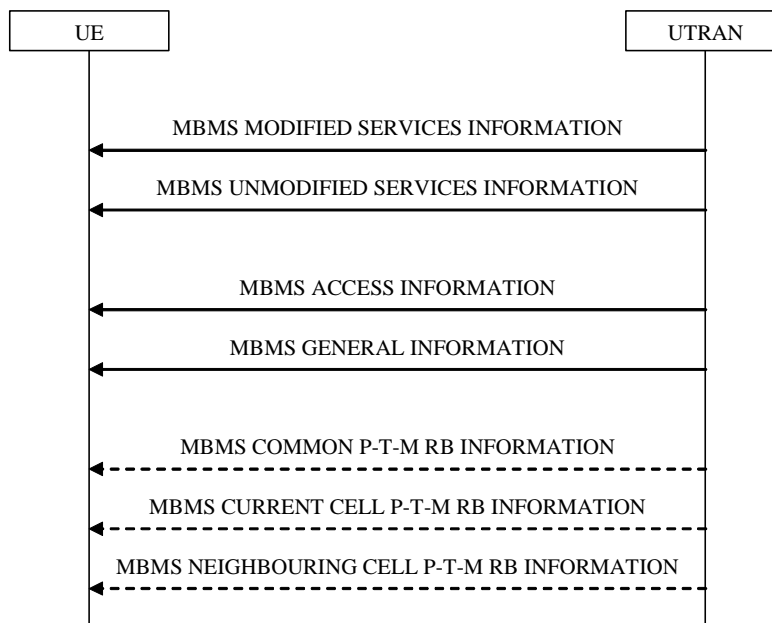 UE
UTRAN
MBMS MODIFIED SERVICES INFORMATION
MBMS UNMODIFIED SERVICES INFORMATION
MBMS ACCESS INFORMATION
MBMS GENERAL INFORMATION
MBMS COMMON P-T-M RB INFORMATION
MBMS CURRENT CELL P-T-M RB INFORMATION
MBMS NEIGHBOURING CELL P-T-M RB INFORMATION